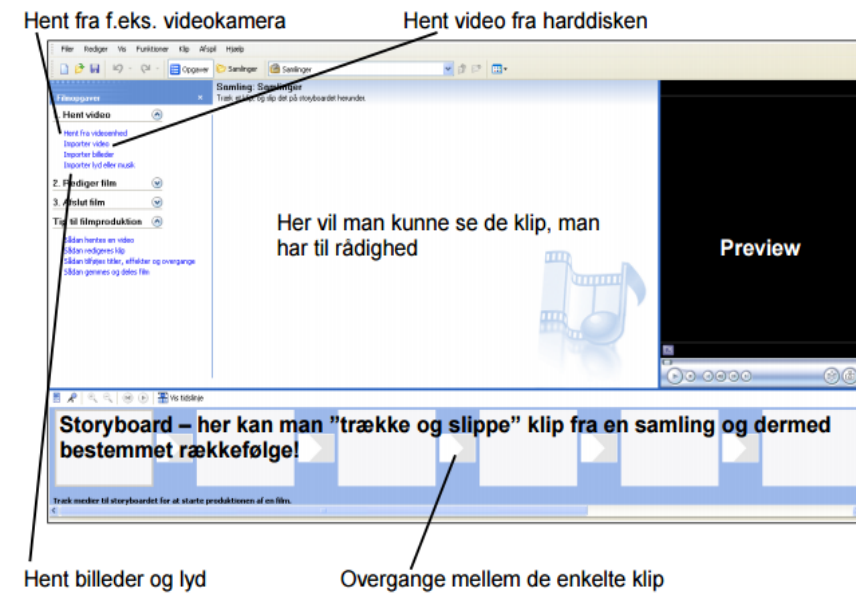 Hent fra f.eks. videokamera
Hent video fra harddisken
Filer Rediger Vis Funktioner Klip Afspil Hjælp
Opgaver Samlinger Samlinger
Filmopgaver
Samling: Samlinger
Træk et klip, og slip det på storyboardet herunder.
Hent video
Hent fra videoenhed
Importer video
Importer billeder
Importer lyd eller musik
2. Rediger film
3. Afslut film
Tip til filmproduktion
Sådan hentes en video
Sådan redigeres klip
Sådan tilføjes titler, effekter og overgange
Sådan gemmes og deles film
Her vil man kunne se de klip, man
har til rådighed
Preview
Vis tidslinje
Storyboard – her kan man ”trække og slippe” klip fra en samling og dermed
bestemmet rækkefølge!
Træk medier til storyboardet for at starte produktionen af en film.
Hent billeder og lyd
Overgange mellem de enkelte klip